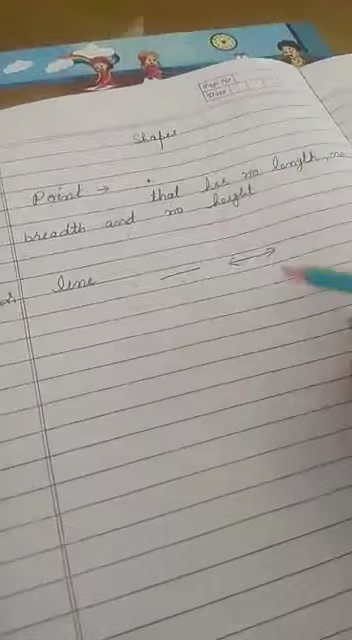 Shapes
Point → . that has no length, no
breadth and no height
line